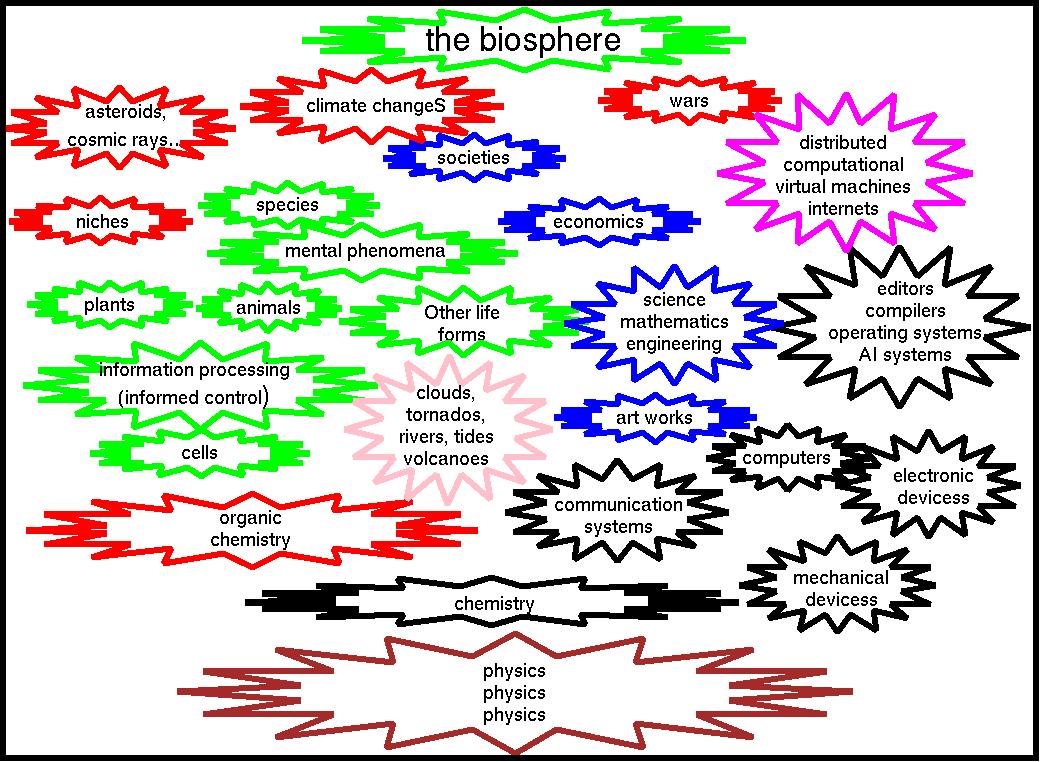 the biosphere
asteroids,
cosmic rays..
climate changeS
wars
societies
distributed
computational
virtual machines
internets
niches
species
economics
mental phenomena
plants
animals
Other life
forms
science
mathematics
engineering
editors
compilers
operating systems
AI systems
information processing
(informed control)
clouds,
tornados,
rivers, tides
volcanoes
art works
cells
computers
electronic
devicess
organic
chemistry
communication
systems
mechanical
devicess
chemistry
physics
physics
physics